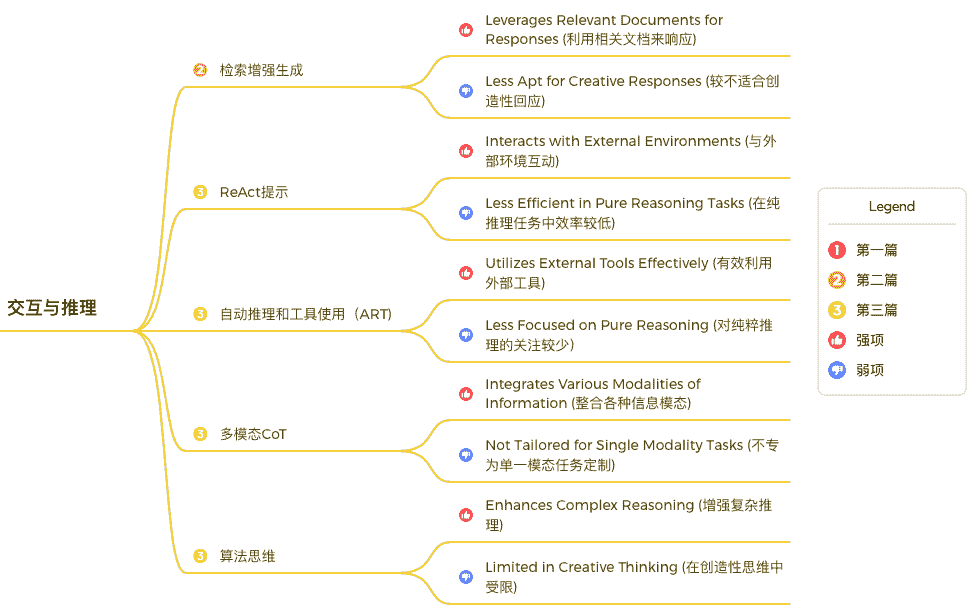 交互与推理
2 检索增强生成
Leverages Relevant Documents for
Responses (利用相关文档来响应)
Less Apt for Creative Responses (较不适合创
造性回应)
3 ReAct提示
Interacts with External Environments (与外
部环境互动)
Less Efficient in Pure Reasoning Tasks (在纯
推理任务中效率较低)
3 自动推理和工具使用（ART)
Utilizes External Tools Effectively (有效利用
外部工具)
Less Focused on Pure Reasoning (对纯粹推
理的关注较少)
3 多模态CoT
Integrates Various Modalities of
Information (整合各种信息模态)
Not Tailored for Single Modality Tasks (不专
为单一模态任务定制)
3 算法思维
Enhances Complex Reasoning (增强复杂推
理)
Limited in Creative Thinking (在创造性思维中
受限)
Legend
1 第一篇
2 第二篇
3 第三篇
强项
弱项